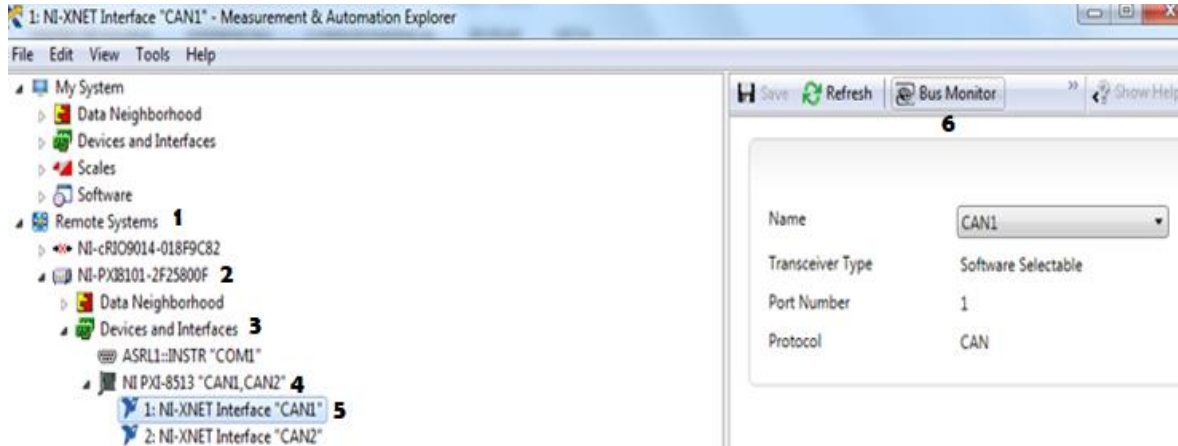 1: NI-XNET Interface "CAN1" - Measurement & Automation Explorer
File Edit View Tools Help
My System
Data Neighborhood
Devices and Interfaces
Scales
Software
Remote Systems 1
NI-cRIO9014-018F9C82
NI-PXI8101-2F25800F 2
Data Neighborhood
Devices and Interfaces 3
ASRL1::INSTR "COM1"
NI PXI-8513 "CAN1,CAN2" 4
1: NI-XNET Interface "CAN1" 5
2: NI-XNET Interface "CAN2"
Save Refresh Bus Monitor » Show Help
6
Name CAN1
Transceiver Type Software Selectable
Port Number 1
Protocol CAN